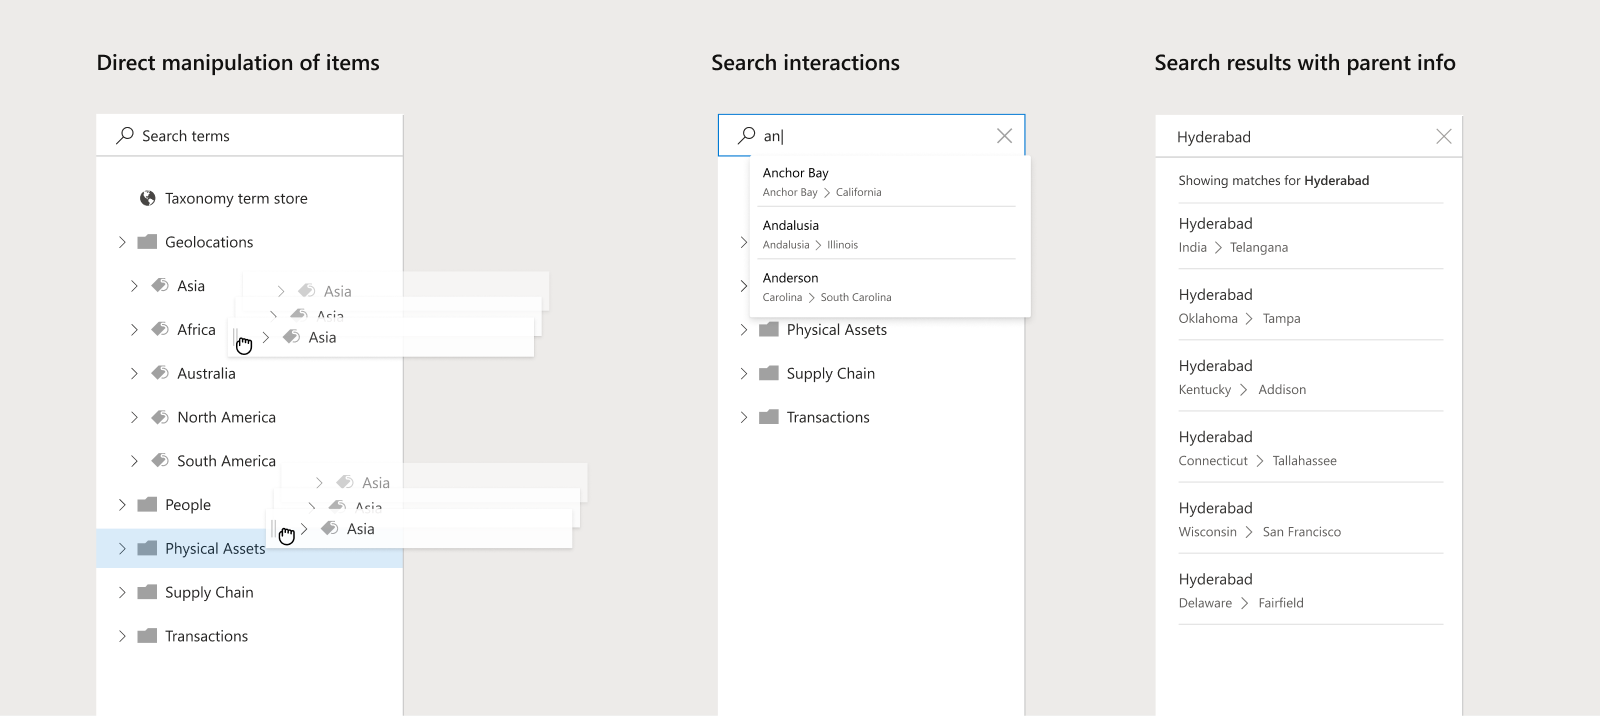 Direct manipulation of items
Search terms
Taxonomy term store
Geolocations
Asia
Asia
Asia
Africa
Asia
Australia
North America
South America
Asia
People
Asia
Asia
Physical Assets
Supply Chain
Transactions
Search interactions
an
Anchor Bay
Anchor Bay > California
Andalusia
Andalusia > Illinois
Anderson
Carolina > South Carolina
Physical Assets
Supply Chain
Transactions
Search results with parent info
Hyderabad
Showing matches for Hyderabad
Hyderabad
India > Telangana
Hyderabad
Oklahoma > Tampa
Hyderabad
Kentucky > Addison
Hyderabad
Connecticut > Tallahassee
Hyderabad
Wisconsin > San Francisco
Hyderabad
Delaware > Fairfield